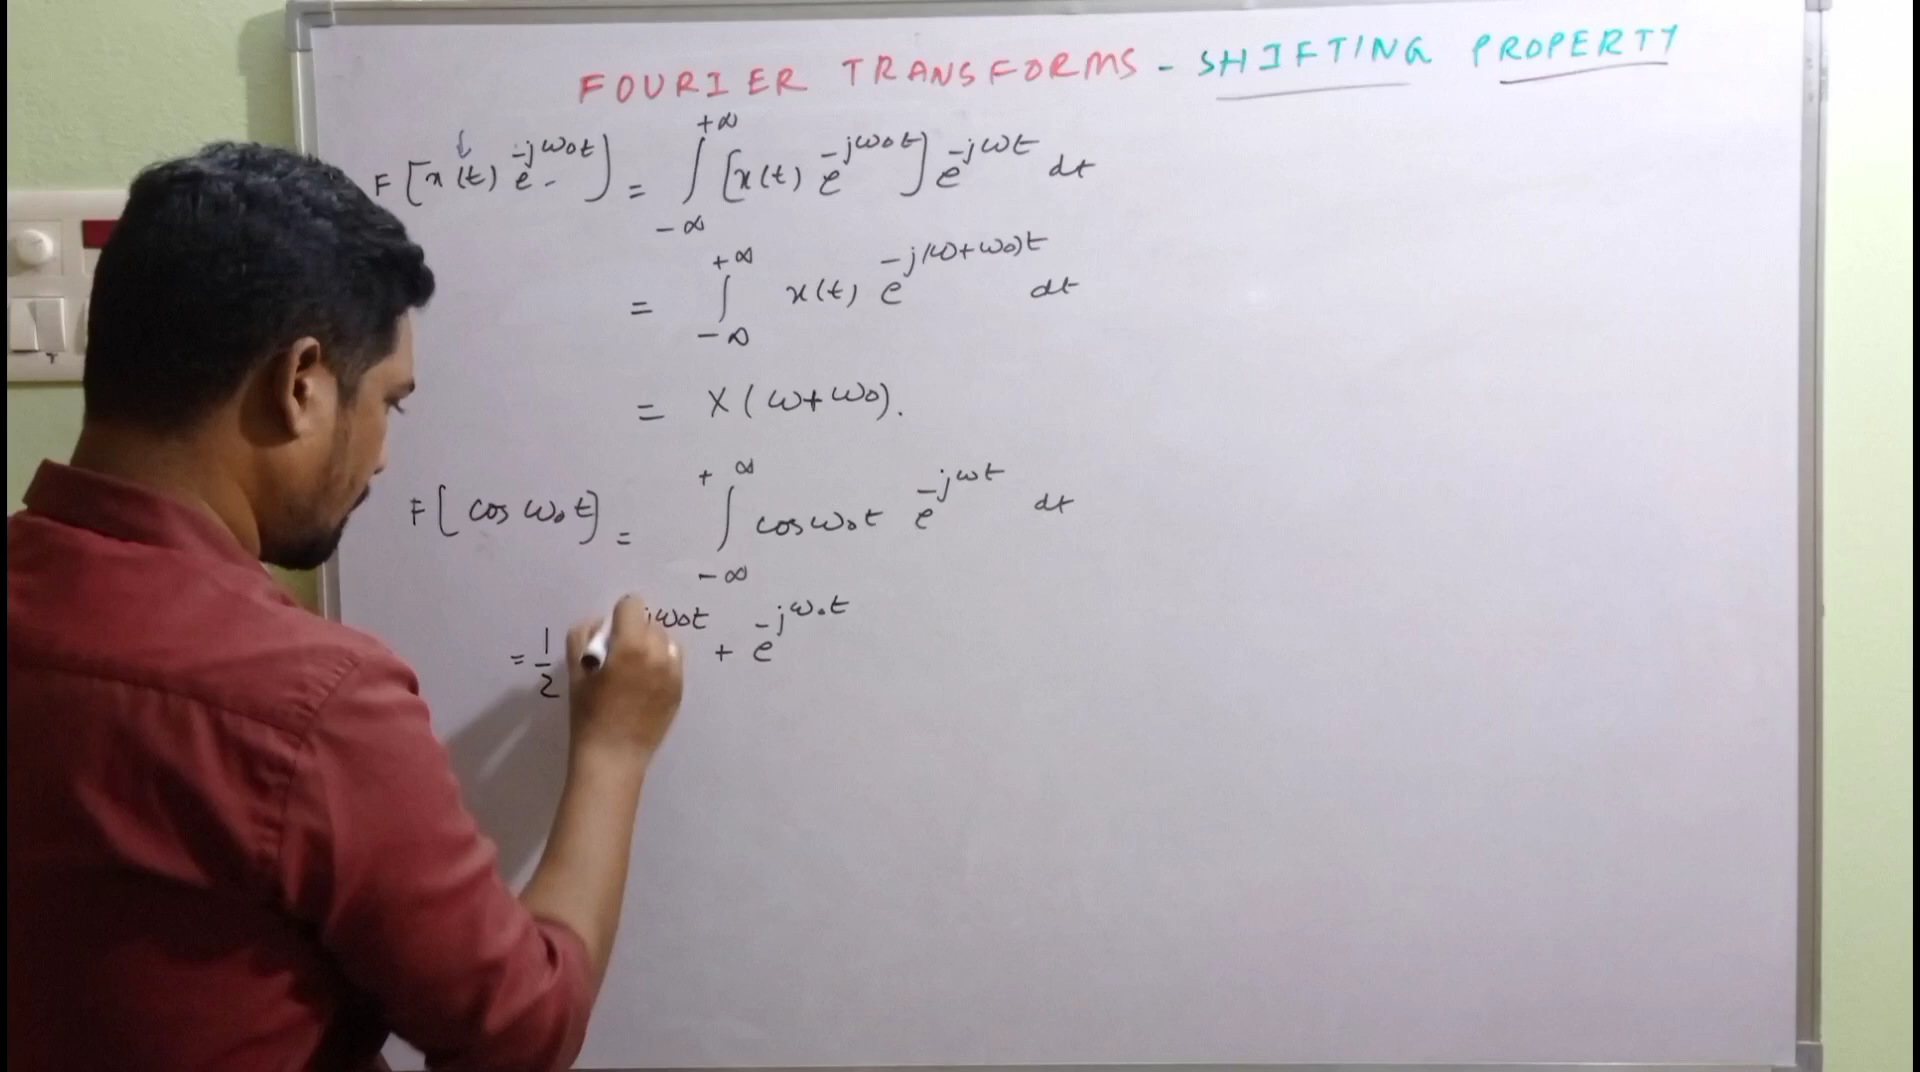 FOURIER TRANSFORMS - SHIFTING PROPERTY
F[x(t) e^{-jω0t}] = ∫_{-∞}^{+∞} [x(t) e^{-jω0t}] e^{-jωt} dt
= ∫_{-∞}^{+∞} x(t) e^{-j(ω+ω0)t} dt
= X(ω+ω0).
F[cos ω0t] = ∫_{-∞}^{+∞} cos ω0t e^{-jωt} dt
= 1/2 jω0t + e^{-jω0t}